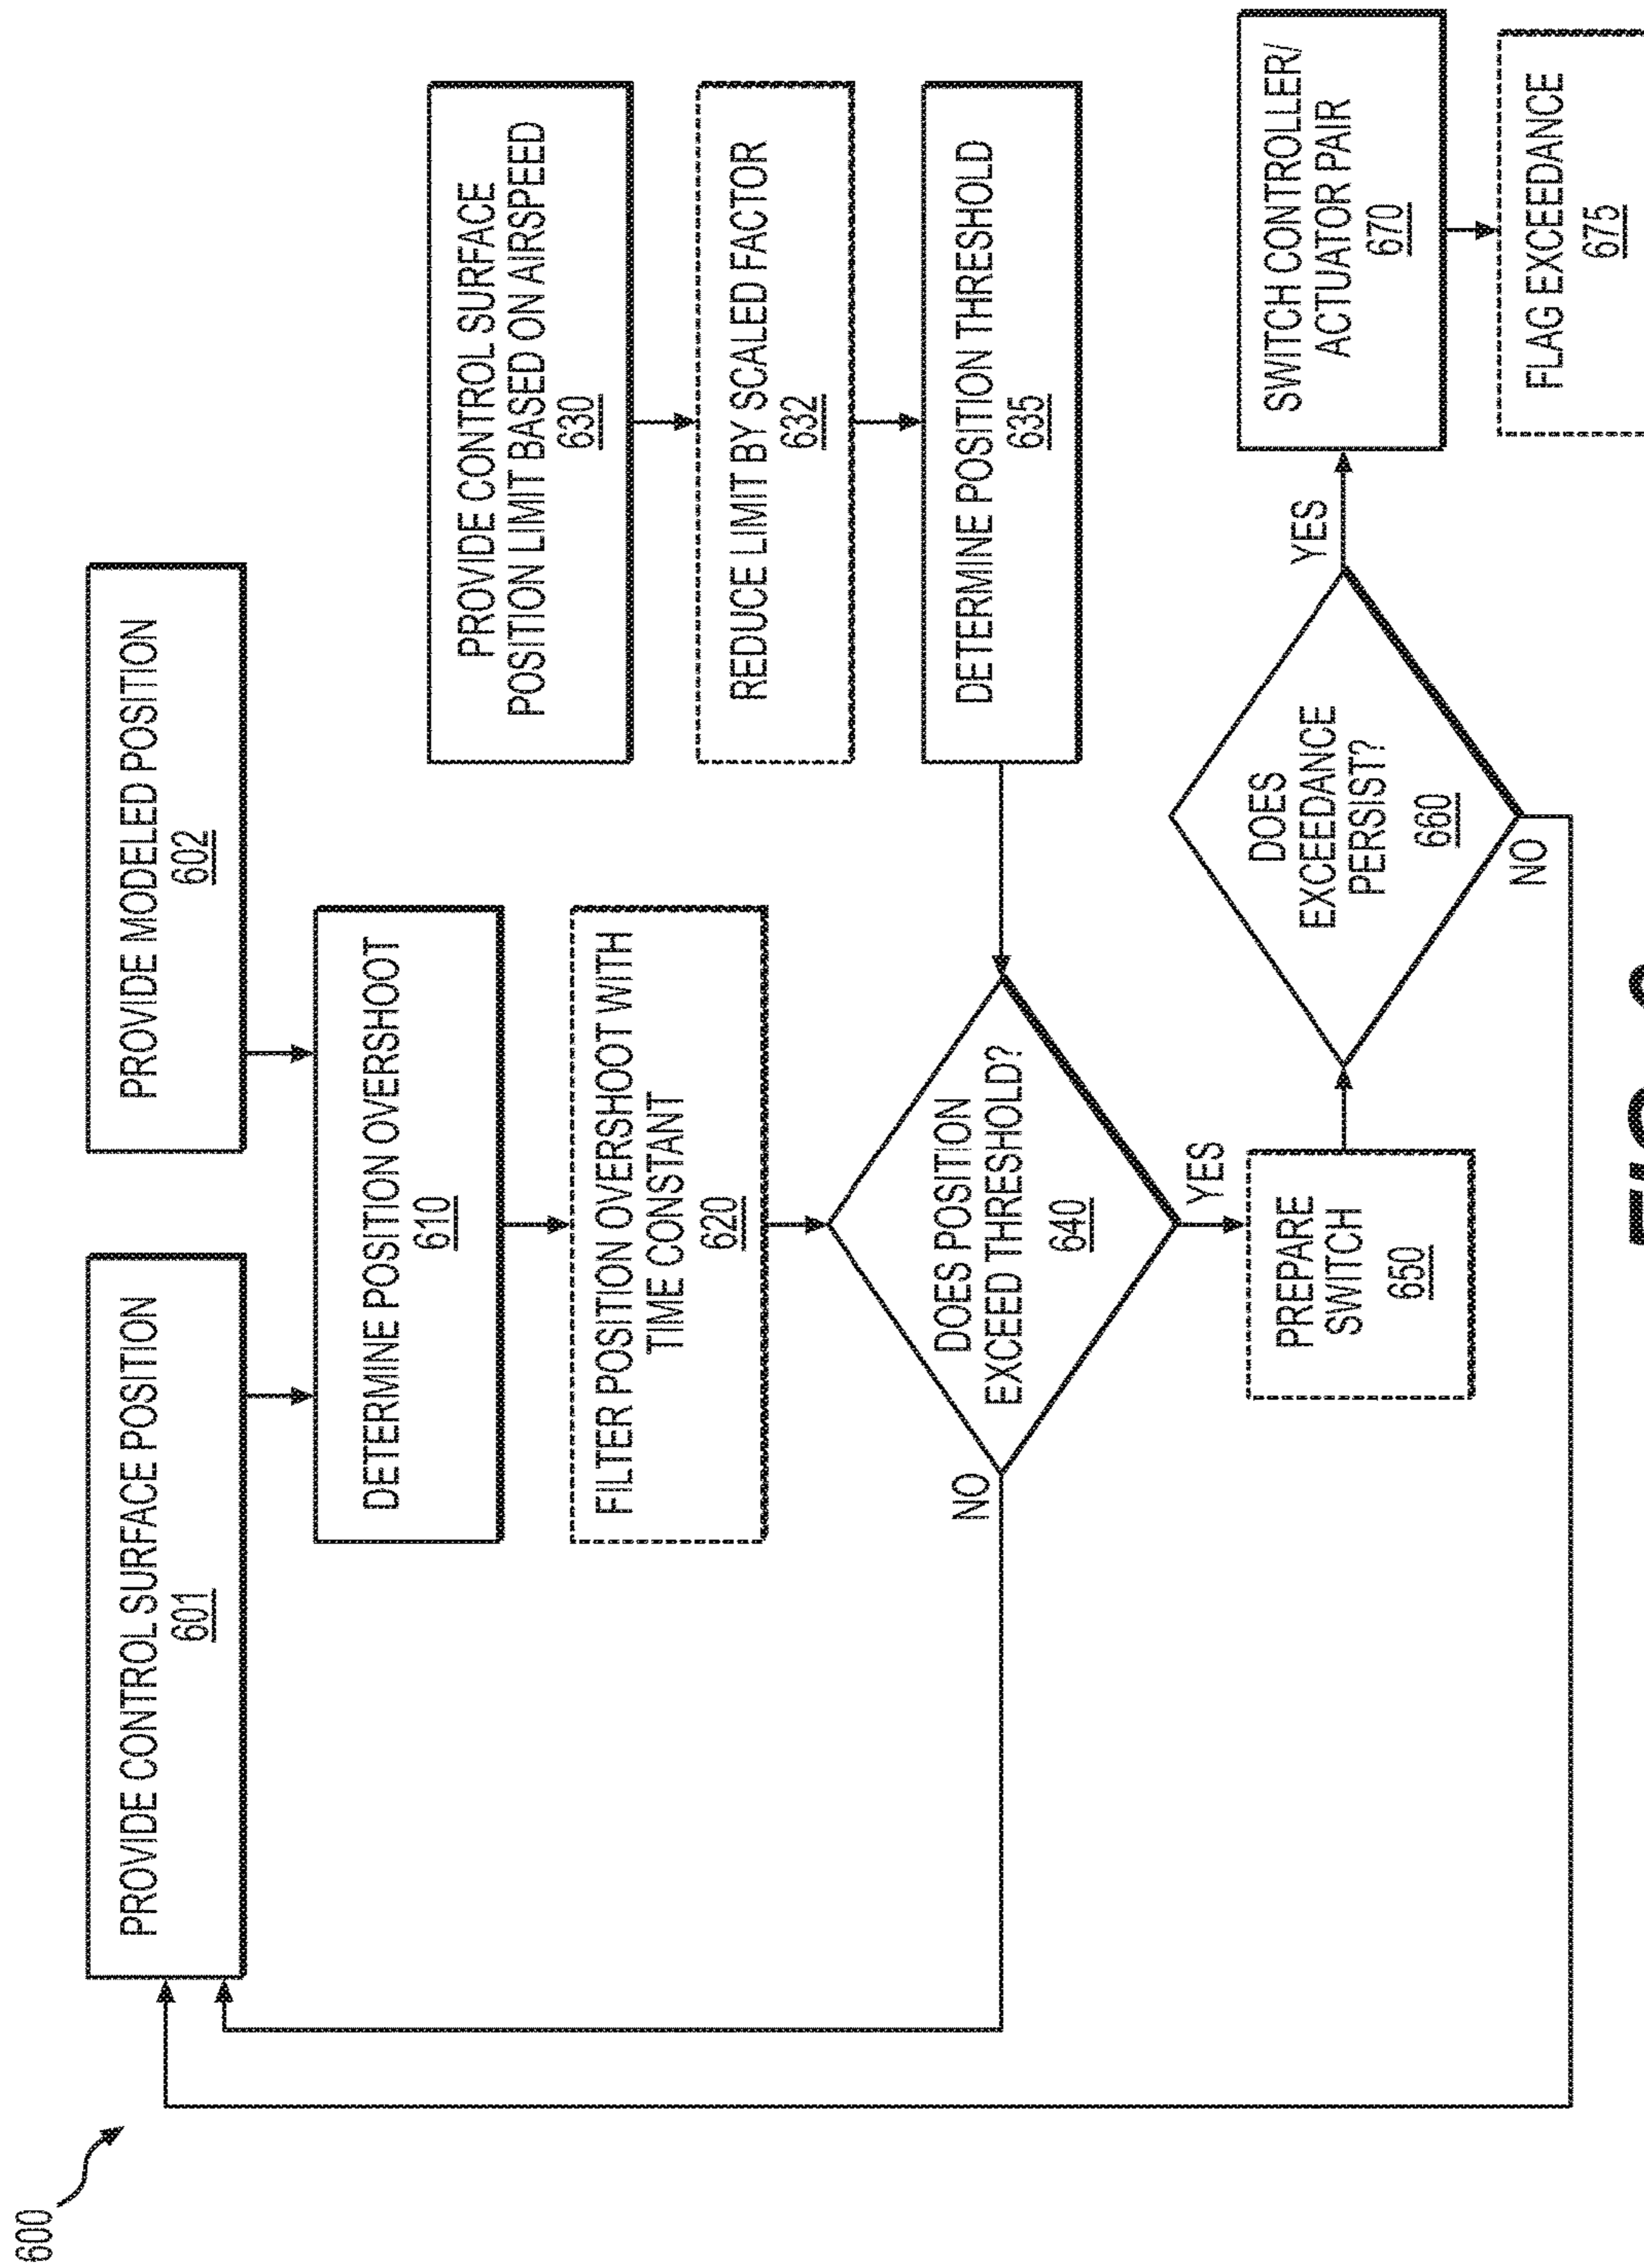 600
PROVIDE CONTROL SURFACE POSITION
601
PROVIDE MODELED POSITION
602
DETERMINE POSITION OVERSHOOT
610
FILTER POSITION OVERSHOOT WITH
TIME CONSTANT
620
PROVIDE CONTROL SURFACE
POSITION LIMIT BASED ON AIRSPEED
630
REDUCE LIMIT BY SCALED FACTOR
632
DETERMINE POSITION THRESHOLD
635
DOES POSITION
EXCEED THRESHOLD?
640
NO
YES
PREPARE
SWITCH
650
DOES
EXCEEDANCE
PERSIST?
660
NO
YES
SWITCH CONTROLLER/
ACTUATOR PAIR
670
FLAG EXCEEDANCE
675